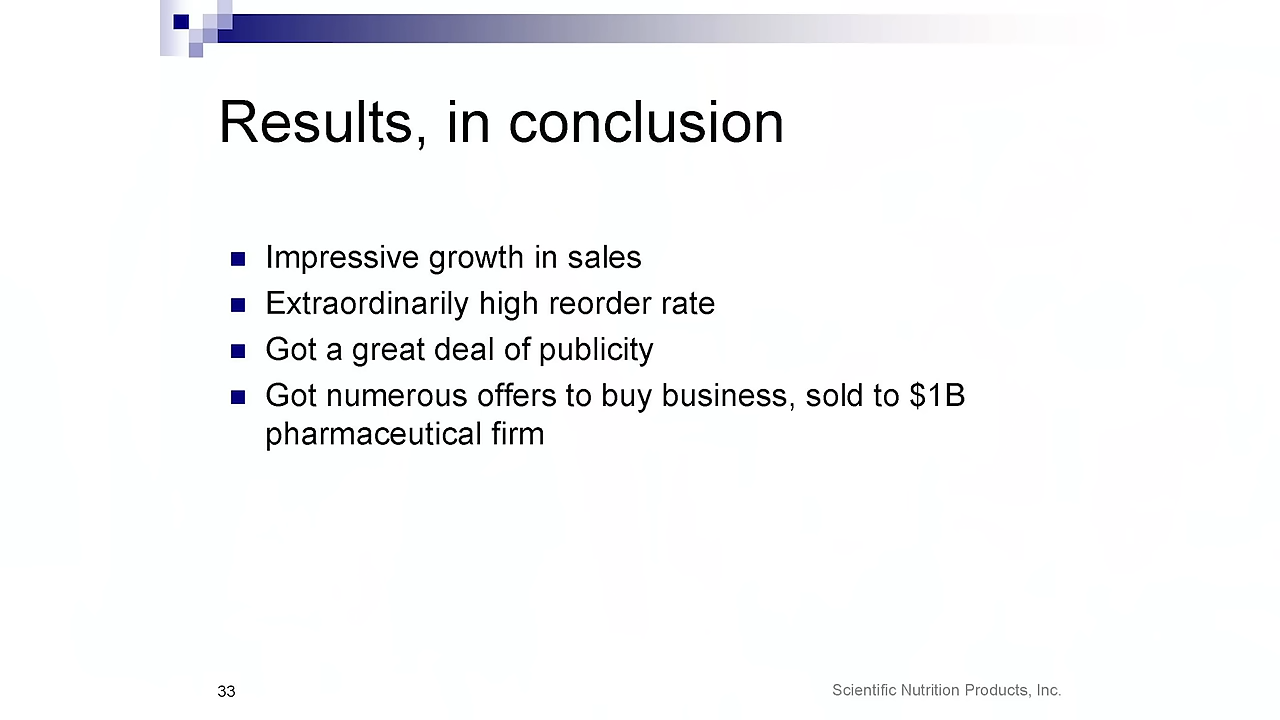 Results, in conclusion
Impressive growth in sales
Extraordinarily high reorder rate
Got a great deal of publicity
Got numerous offers to buy business, sold to $1B
pharmaceutical firm
33
Scientific Nutrition Products, Inc.